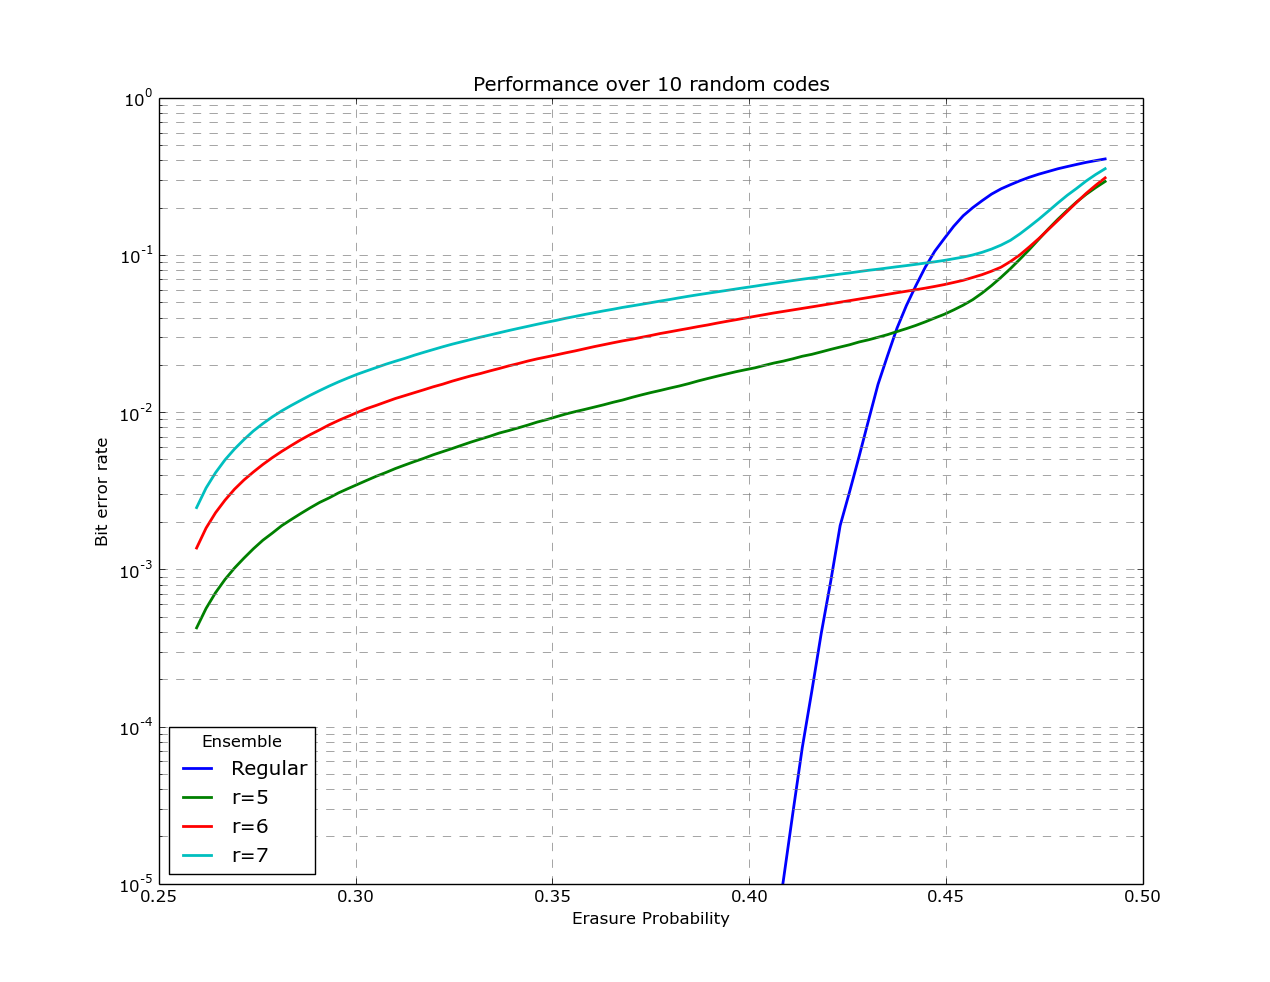 Performance over 10 random codes
10^0
10^-1
10^-2
10^-3
10^-4
10^-5
Bit error rate
Ensemble
Regular
r=5
r=6
r=7
0.25 0.30 0.35 0.40 0.45 0.50
Erasure Probability